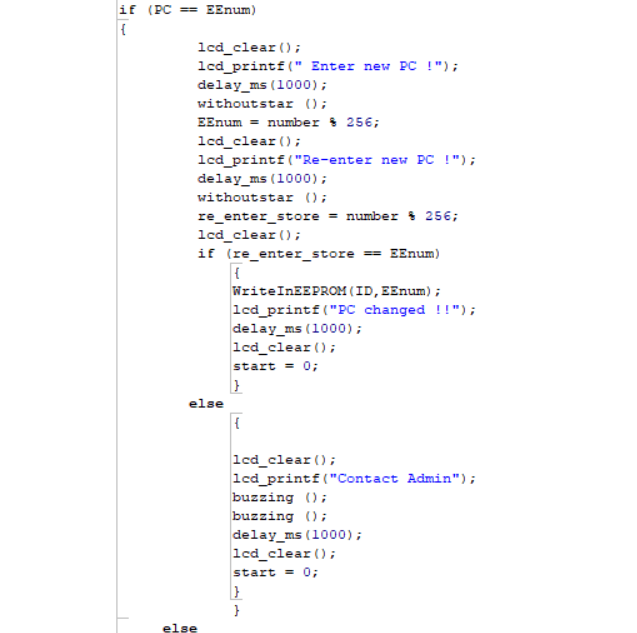 if (PC == EEnum)
{
lcd_clear();
lcd_printf(" Enter new PC !");
delay_ms(1000);
withoutstar ();
EEnum = number % 256;
lcd_clear();
lcd_printf("Re-enter new PC !");
delay_ms(1000);
withoutstar ();
re_enter_store = number % 256;
lcd_clear();
if (re_enter_store == EEnum)
{
WriteInEEPROM(ID,EEnum);
lcd_printf("PC changed !!");
delay_ms(1000);
lcd_clear();
start = 0;
}
else
{
lcd_clear();
lcd_printf("Contact Admin");
buzzing ();
buzzing ();
delay_ms(1000);
lcd_clear();
start = 0;
}
}
else